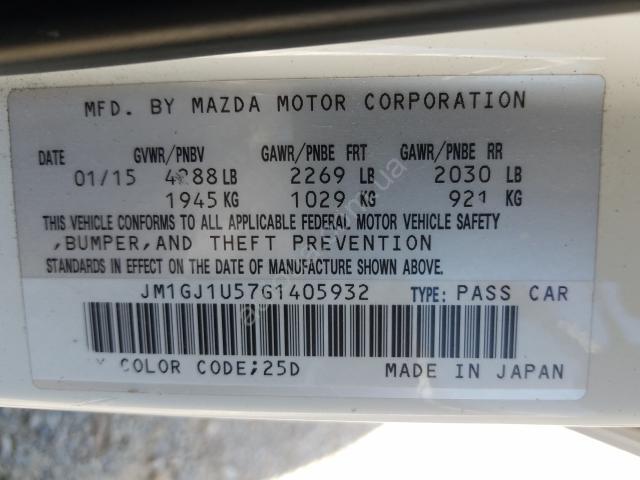 MFD. BY MAZDA MOTOR CORPORATION
DATE GVWR/PNBV GAWR/PNBE FRT GAWR/PNBE RR
01/15 4288 LB 2269 LB 2030 LB
1945 KG 1029 KG 921 KG
THIS VEHICLE CONFORMS TO ALL APPLICABLE FEDERAL MOTOR VEHICLE SAFETY
,BUMPER,AND THEFT PREVENTION
STANDARDS IN EFFECT ON THE DATE OF MANUFACTURE SHOWN ABOVE.
JM1GJ1U57G1405932 TYPE: PASS CAR
COLOR CODE;25D MADE IN JAPAN